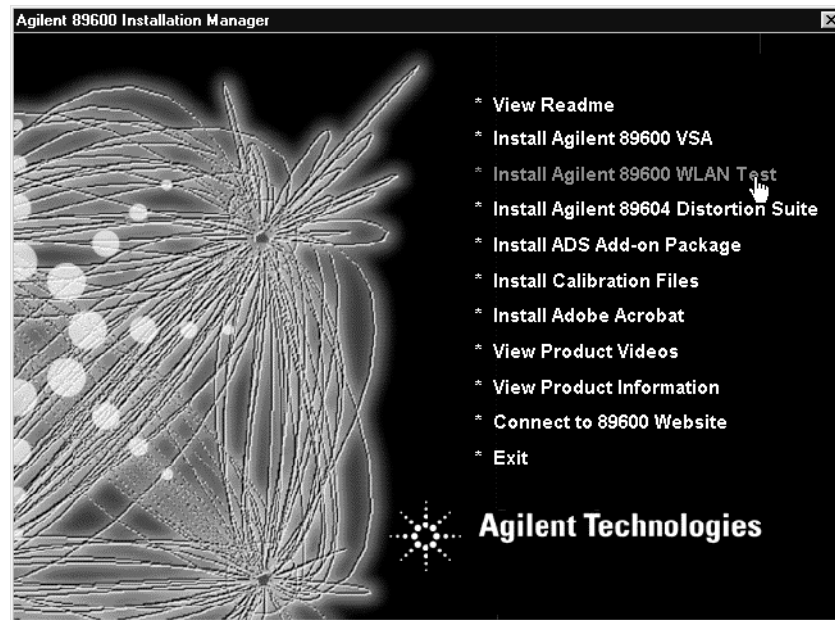 Agilent 89600 Installation Manager
* View Readme
* Install Agilent 89600 VSA
* Install Agilent 89600 WLAN Test
* Install Agilent 89604 Distortion Suite
* Install ADS Add-on Package
* Install Calibration Files
* Install Adobe Acrobat
* View Product Videos
* View Product Information
* Connect to 89600 Website
* Exit
Agilent Technologies